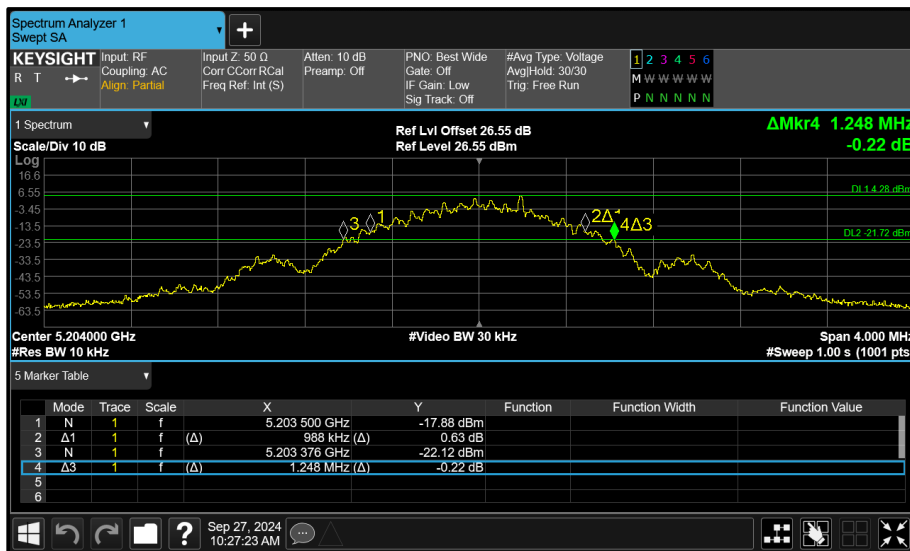 Spectrum Analyzer 1
Swept SA
KEYSIGHT
R T
LXI
Input: RF
Coupling: AC
Align: Partial
Input Z: 50 Ω
Corr CCorr RCal
Freq Ref: Int (S)
Atten: 10 dB
Preamp: Off
PNO: Best Wide
Gate: Off
IF Gain: Low
Sig Track: Off
#Avg Type: Voltage
Avg|Hold: 30/30
Trig: Free Run
1 2 3 4 5 6
M W W W W W
P N N N N N
1 Spectrum
Scale/Div 10 dB
Ref Lvl Offset 26.55 dB
Ref Level 26.55 dBm
ΔMkr4 1.248 MHz
-0.22 dB
Log
16.6
6.55
-3.45
-13.5
-23.5
-33.5
-43.5
-53.5
-63.5
DL1 4.28 dBm
DL2 -21.72 dBm
3 1 2Δ1 4Δ3
Center 5.204000 GHz
#Video BW 30 kHz
Span 4.000 MHz
#Res BW 10 kHz
#Sweep 1.00 s (1001 pts
5 Marker Table
Mode Trace Scale X Y Function Function Width Function Value
1 N 1 f 5.203 500 GHz -17.88 dBm
2 Δ1 1 f (Δ) 988 kHz (Δ) 0.63 dB
3 N 1 f 5.203 376 GHz -22.12 dBm
4 Δ3 1 f (Δ) 1.248 MHz (Δ) -0.22 dB
5
6
?
Sep 27, 2024
10:27:23 AM